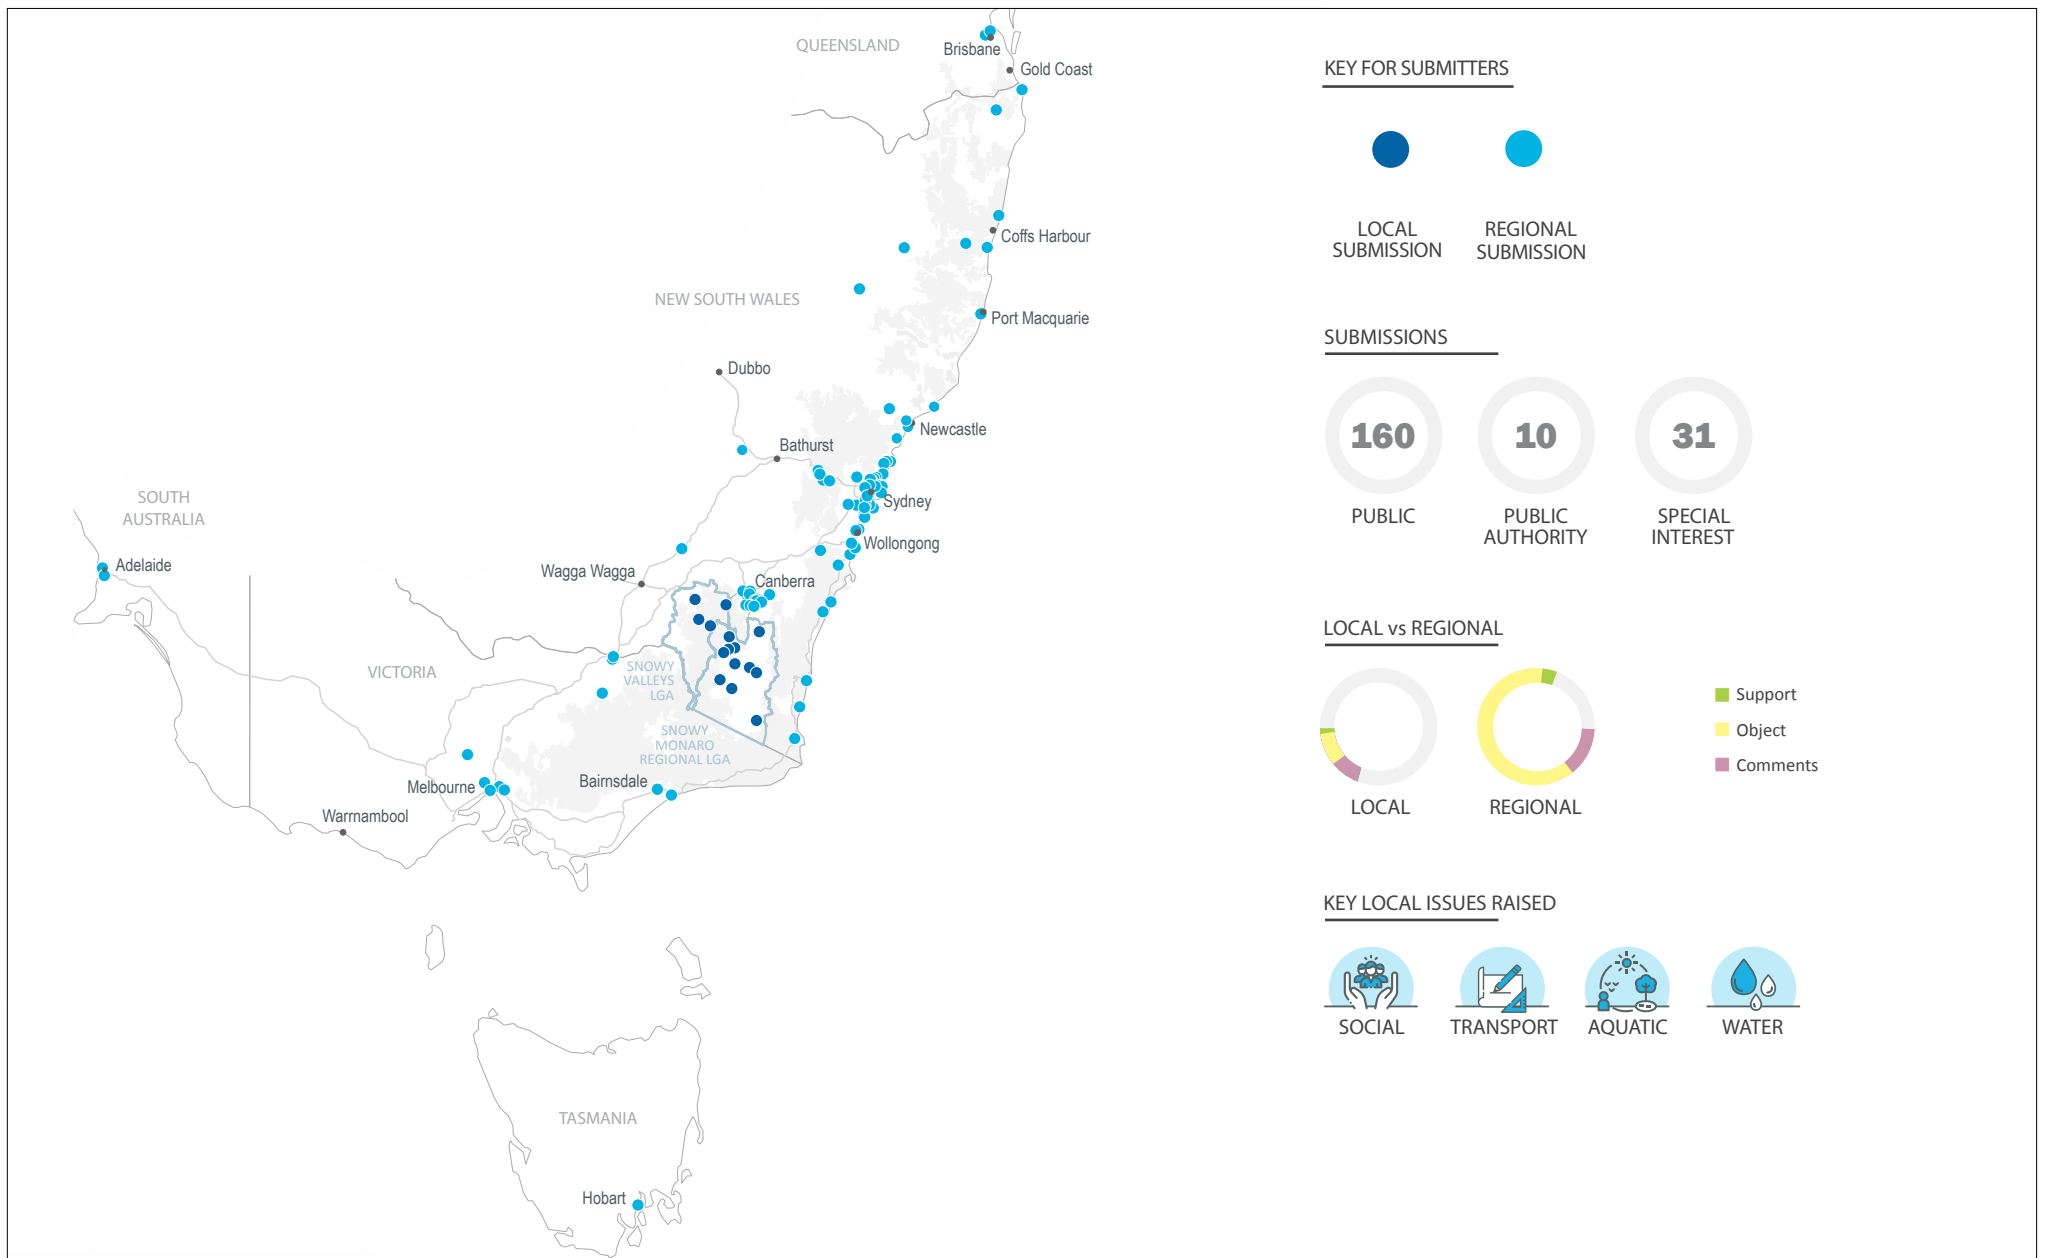 QUEENSLAND
Brisbane
Gold Coast
Coffs Harbour
NEW SOUTH WALES
Port Macquarie
Dubbo
Newcastle
Bathurst
SOUTH
AUSTRALIA
Sydney
Wollongong
Adelaide
Wagga Wagga
Canberra
VICTORIA
SNOWY
VALLEYS
LGA
SNOWY
MONARO
REGIONAL LGA
Melbourne
Bairnsdale
Warrnambool
TASMANIA
Hobart
KEY FOR SUBMITTERS
LOCAL
SUBMISSION
REGIONAL
SUBMISSION
SUBMISSIONS
160
10
31
PUBLIC
PUBLIC
AUTHORITY
SPECIAL
INTEREST
LOCAL vs REGIONAL
Support
Object
Comments
LOCAL
REGIONAL
KEY LOCAL ISSUES RAISED
SOCIAL
TRANSPORT
AQUATIC
WATER